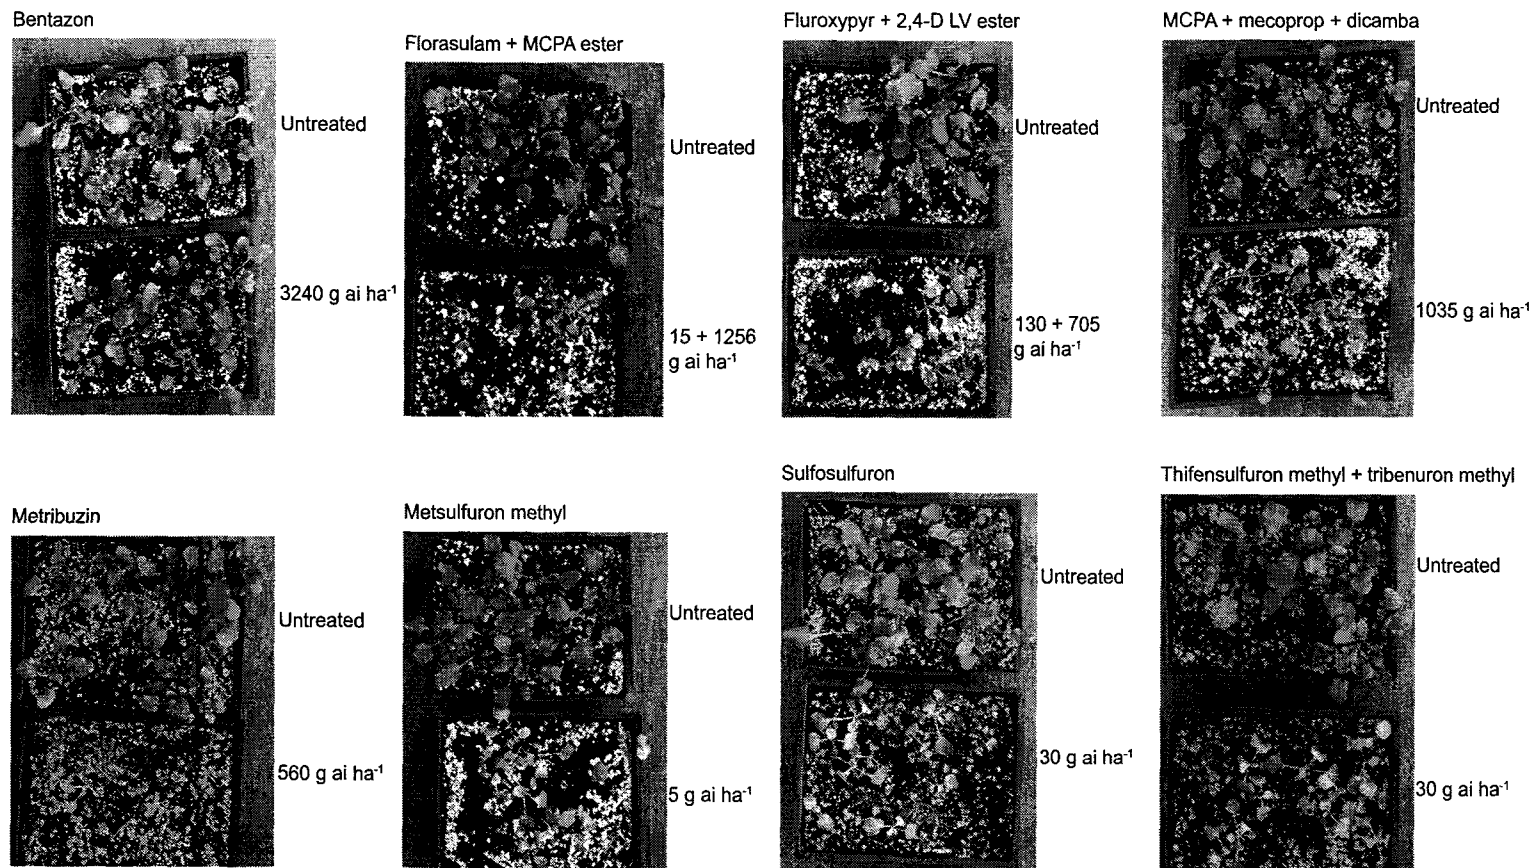 Bentazon
Untreated
3240 g ai ha⁻¹
Florasulam + MCPA ester
Untreated
15 + 1256
g ai ha⁻¹
Fluroxypyr + 2,4-D LV ester
Untreated
130 + 705
g ai ha⁻¹
MCPA + mecoprop + dicamba
Untreated
1035 g ai ha⁻¹
Metribuzin
Untreated
560 g ai ha⁻¹
Metsulfuron methyl
Untreated
5 g ai ha⁻¹
Sulfosulfuron
Untreated
30 g ai ha⁻¹
Thifensulfuron methyl + tribenuron methyl
Untreated
30 g ai ha⁻¹